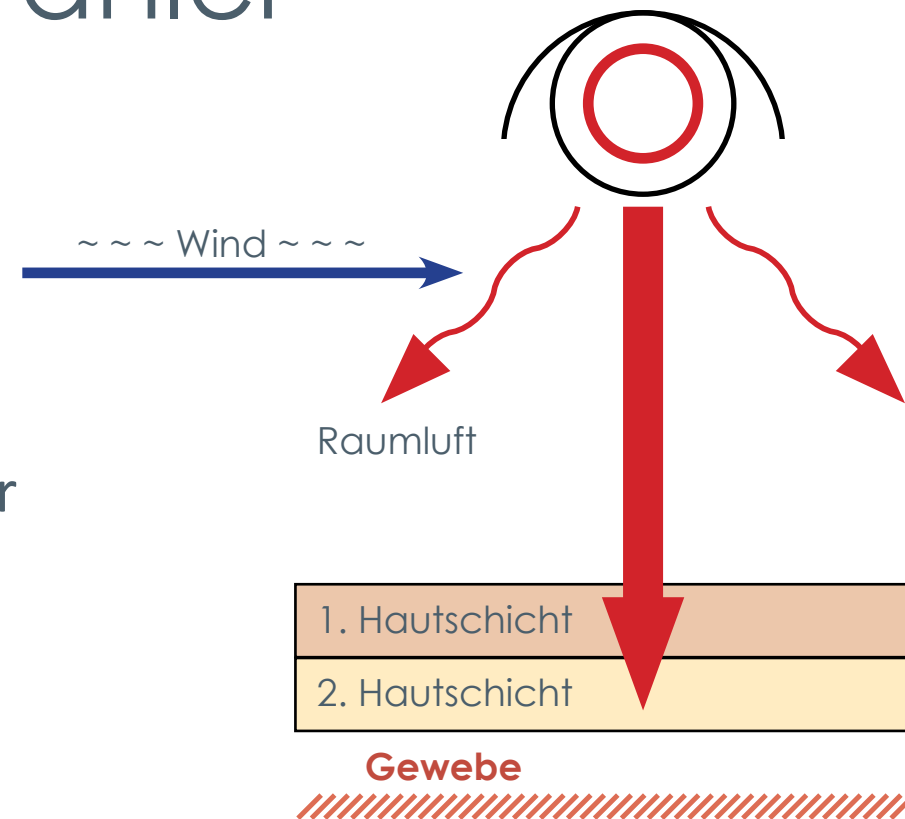 ~ ~ ~ Wind ~ ~ ~
Raumluft
r
1. Hautschicht
2. Hautschicht
Gewebe